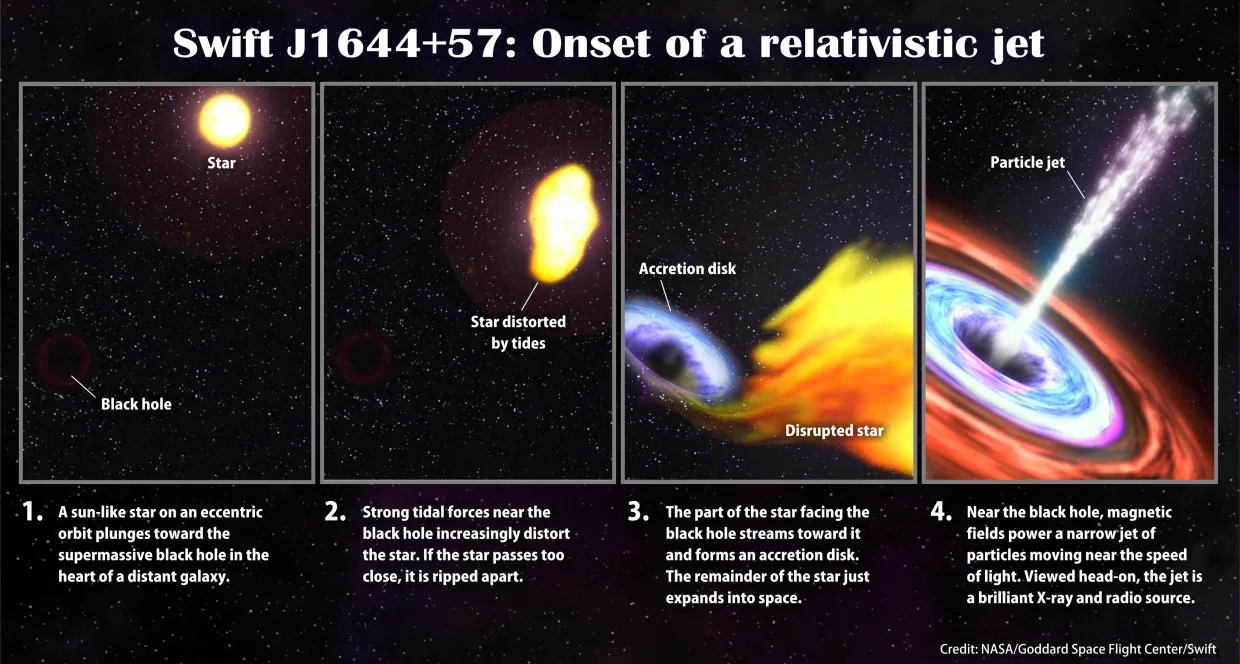 Swift J1644+57: Onset of a relativistic jet
Star
Black hole
Star distorted
by tides
Accretion disk
Disrupted star
Particle jet
1. A sun-like star on an eccentric
orbit plunges toward the
supermassive black hole in the
heart of a distant galaxy.
2. Strong tidal forces near the
black hole increasingly distort
the star. If the star passes too
close, it is ripped apart.
3. The part of the star facing the
black hole streams toward it
and forms an accretion disk.
The remainder of the star just
expands into space.
4. Near the black hole, magnetic
fields power a narrow jet of
particles moving near the speed
of light. Viewed head-on, the jet is
a brilliant X-ray and radio source.
Credit: NASA/Goddard Space Flight Center/Swift